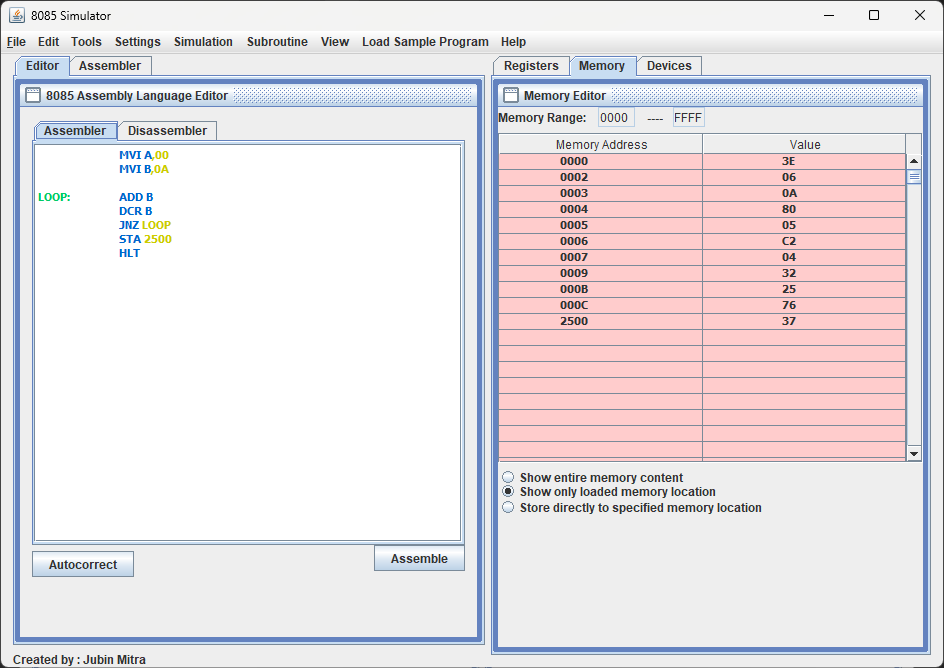 8085 Simulator
File Edit Tools Settings Simulation Subroutine View Load Sample Program Help
Editor Assembler
8085 Assembly Language Editor
Assembler Disassembler
MVI A,00
MVI B,0A
LOOP: ADD B
DCR B
JNZ LOOP
STA 2500
HLT
Autocorrect Assemble
Registers Memory Devices
Memory Editor
Memory Range: 0000 ---- FFFF
Memory Address Value
0000 3E
0002 06
0003 0A
0004 80
0005 05
0006 C2
0007 04
0009 32
000B 25
000C 76
2500 37
Show entire memory content
Show only loaded memory location
Store directly to specified memory location
Created by : Jubin Mitra